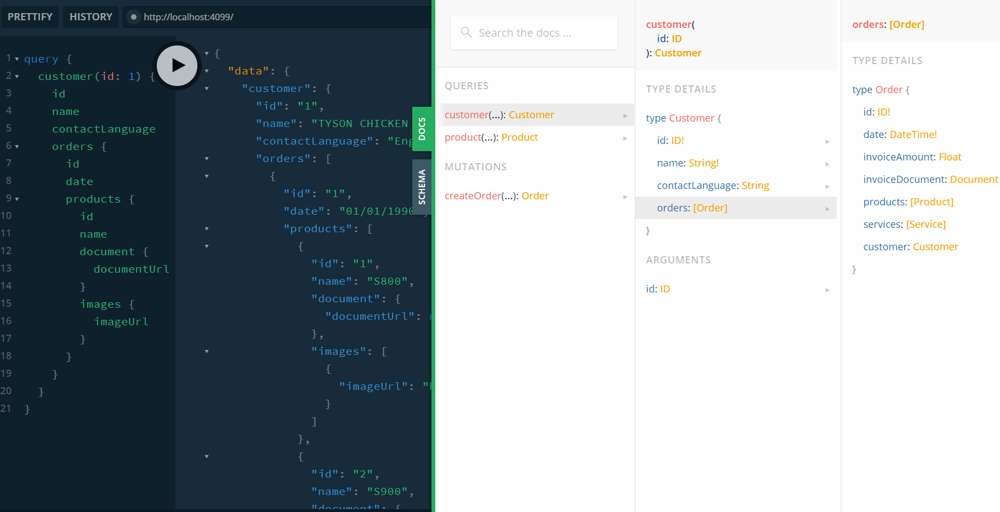 PRETTIFY HISTORY http://localhost:4099/
1 query {
2 customer(id: 1) {
3 id
4 name
5 contactLanguage
6 orders {
7 id
8 date
9 products {
10 id
11 name
12 document {
13 documentUrl
14 }
15 images {
16 imageUrl
17 }
18 }
19 }
20 }
21 }
{
"data": {
"customer": {
"id": "1",
"name": "TYSON CHICKEN
"contactLanguage": "Eng
"orders": [
{
"id": "1",
"date": "01/01/1990",
"products": [
{
"id": "1",
"name": "S800",
"document": {
"documentUrl":
},
"images": [
{
"imageUrl": "
}
]
},
{
"id": "2",
"name": "S900",
"document": {
DOCS
SCHEMA
Search the docs ...
QUERIES
customer(...): Customer
product(...): Product
MUTATIONS
createOrder(...): Order
customer(
id: ID
): Customer
TYPE DETAILS
type Customer {
id: ID!
name: String!
contactLanguage: String
orders: [Order]
}
ARGUMENTS
id: ID
orders: [Order]
TYPE DETAILS
type Order {
id: ID!
date: DateTime!
invoiceAmount: Float
invoiceDocument: Document
products: [Product]
services: [Service]
customer: Customer
}